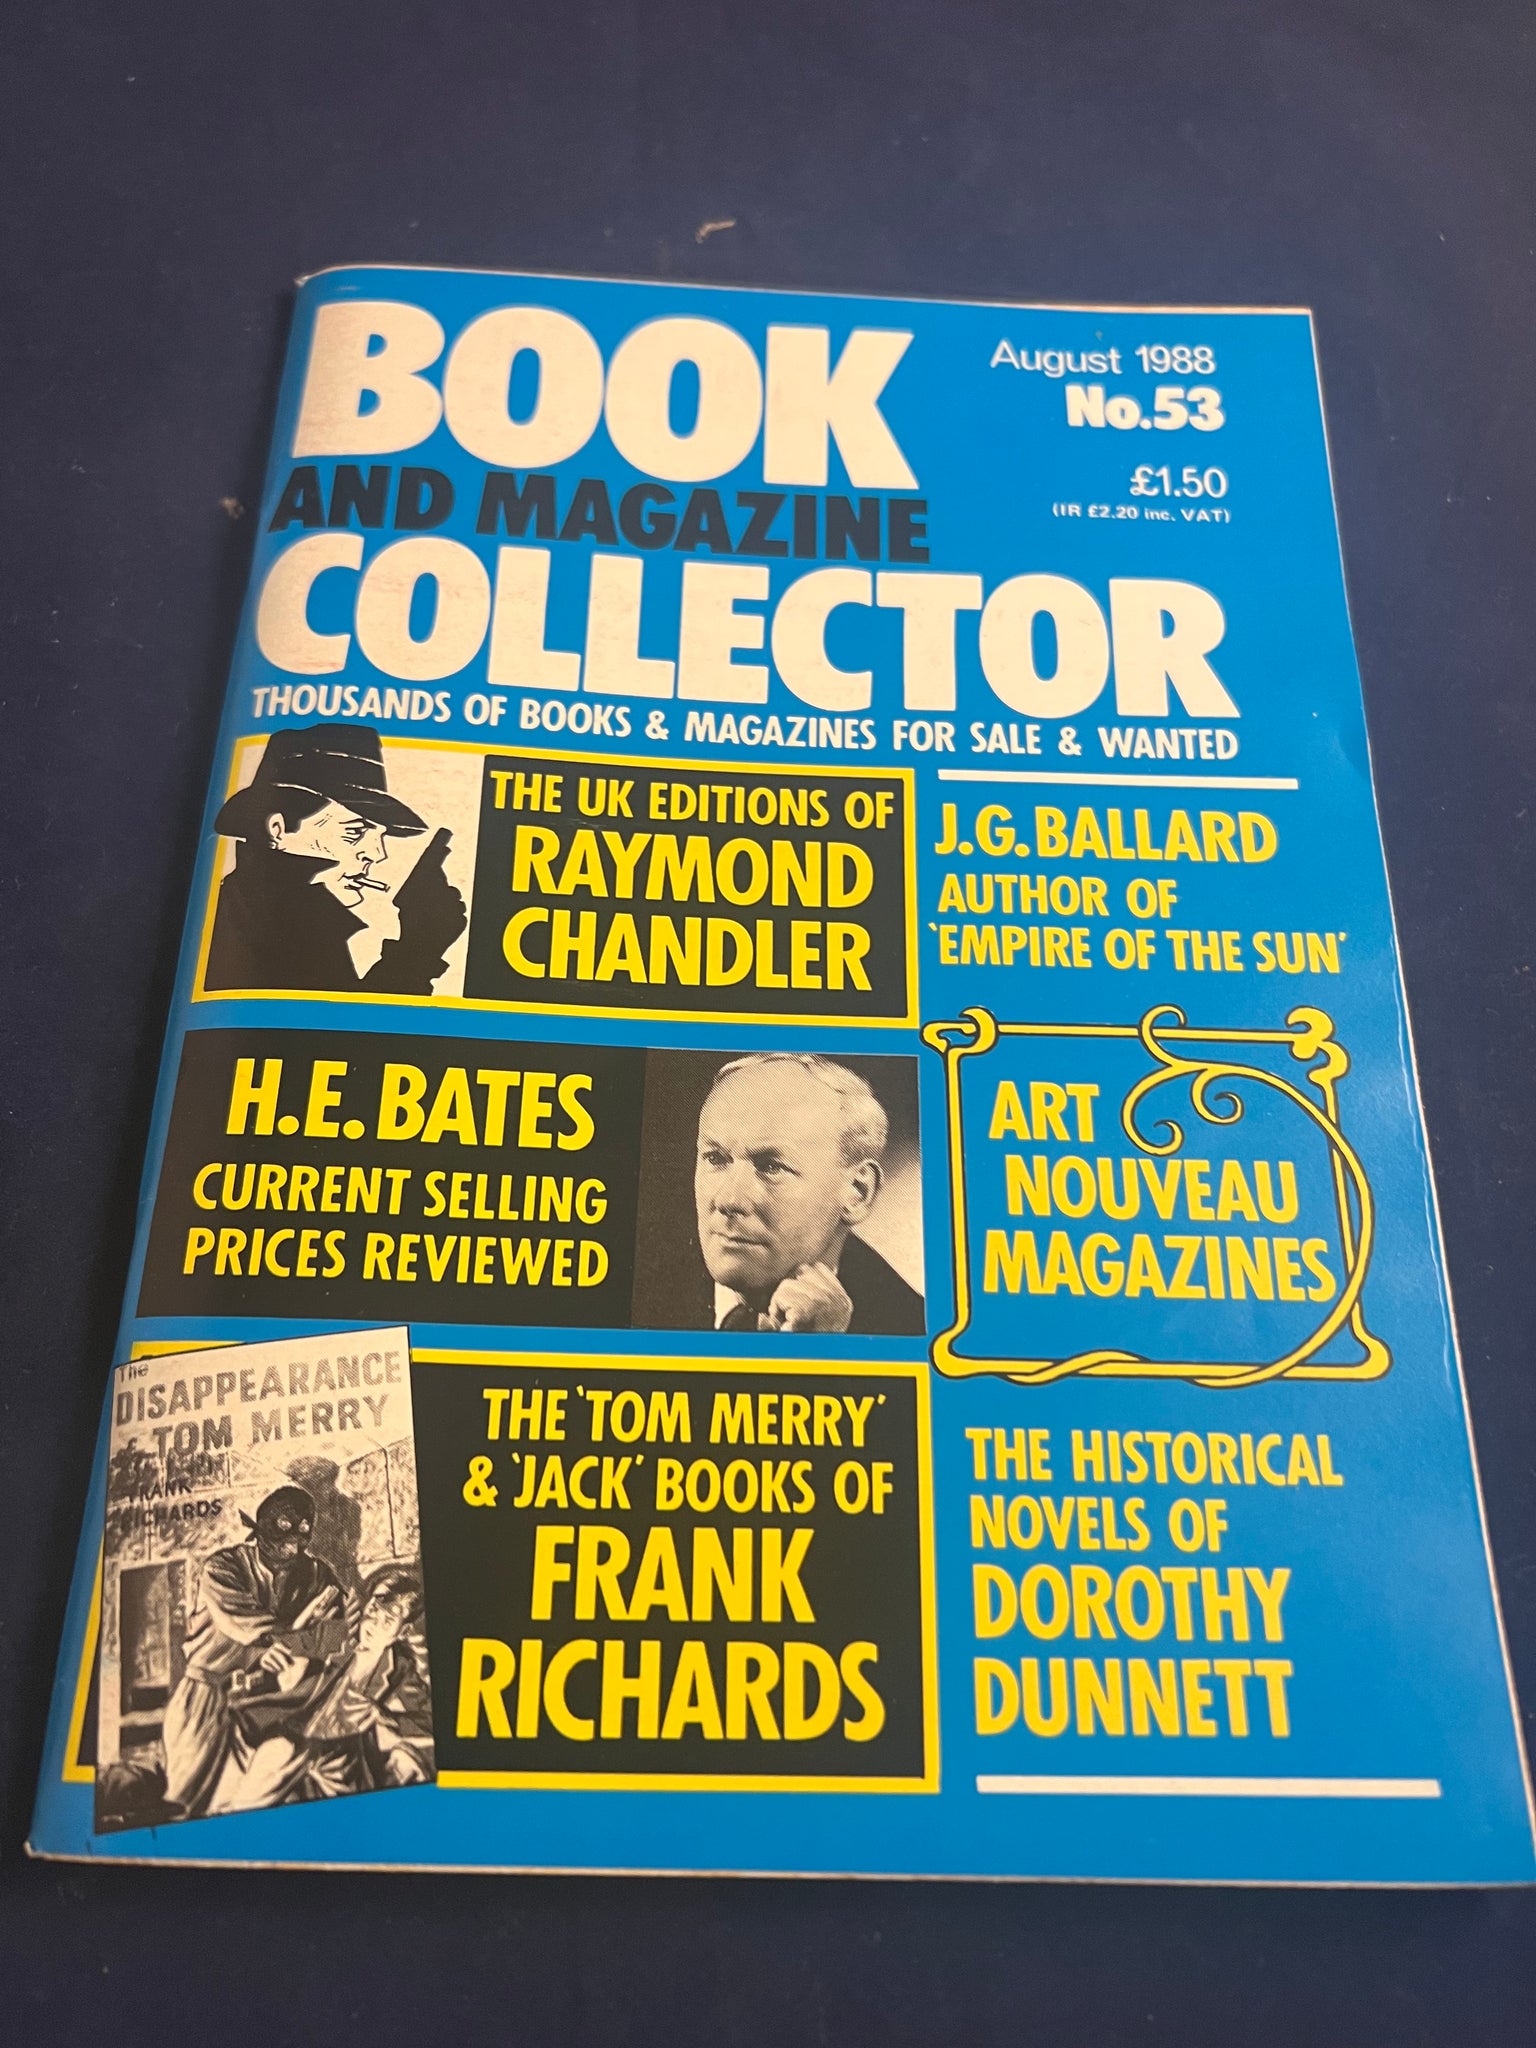 BOOK
AND MAGAZINE
COLLECTOR
August 1988
No.53
£1.50
(IR £2.20 inc. VAT)
THOUSANDS OF BOOKS & MAGAZINES FOR SALE & WANTED
THE UK EDITIONS OF
RAYMOND
CHANDLER
J.G. BALLARD
AUTHOR OF
'EMPIRE OF THE SUN'
H.E. BATES
CURRENT SELLING
PRICES REVIEWED
ART
NOUVEAU
MAGAZINES
The
DISAPPEARANCE
of TOM MERRY
FRANK
RICHARDS
THE 'TOM MERRY'
& 'JACK' BOOKS OF
FRANK
RICHARDS
THE HISTORICAL
NOVELS OF
DOROTHY
DUNNETT